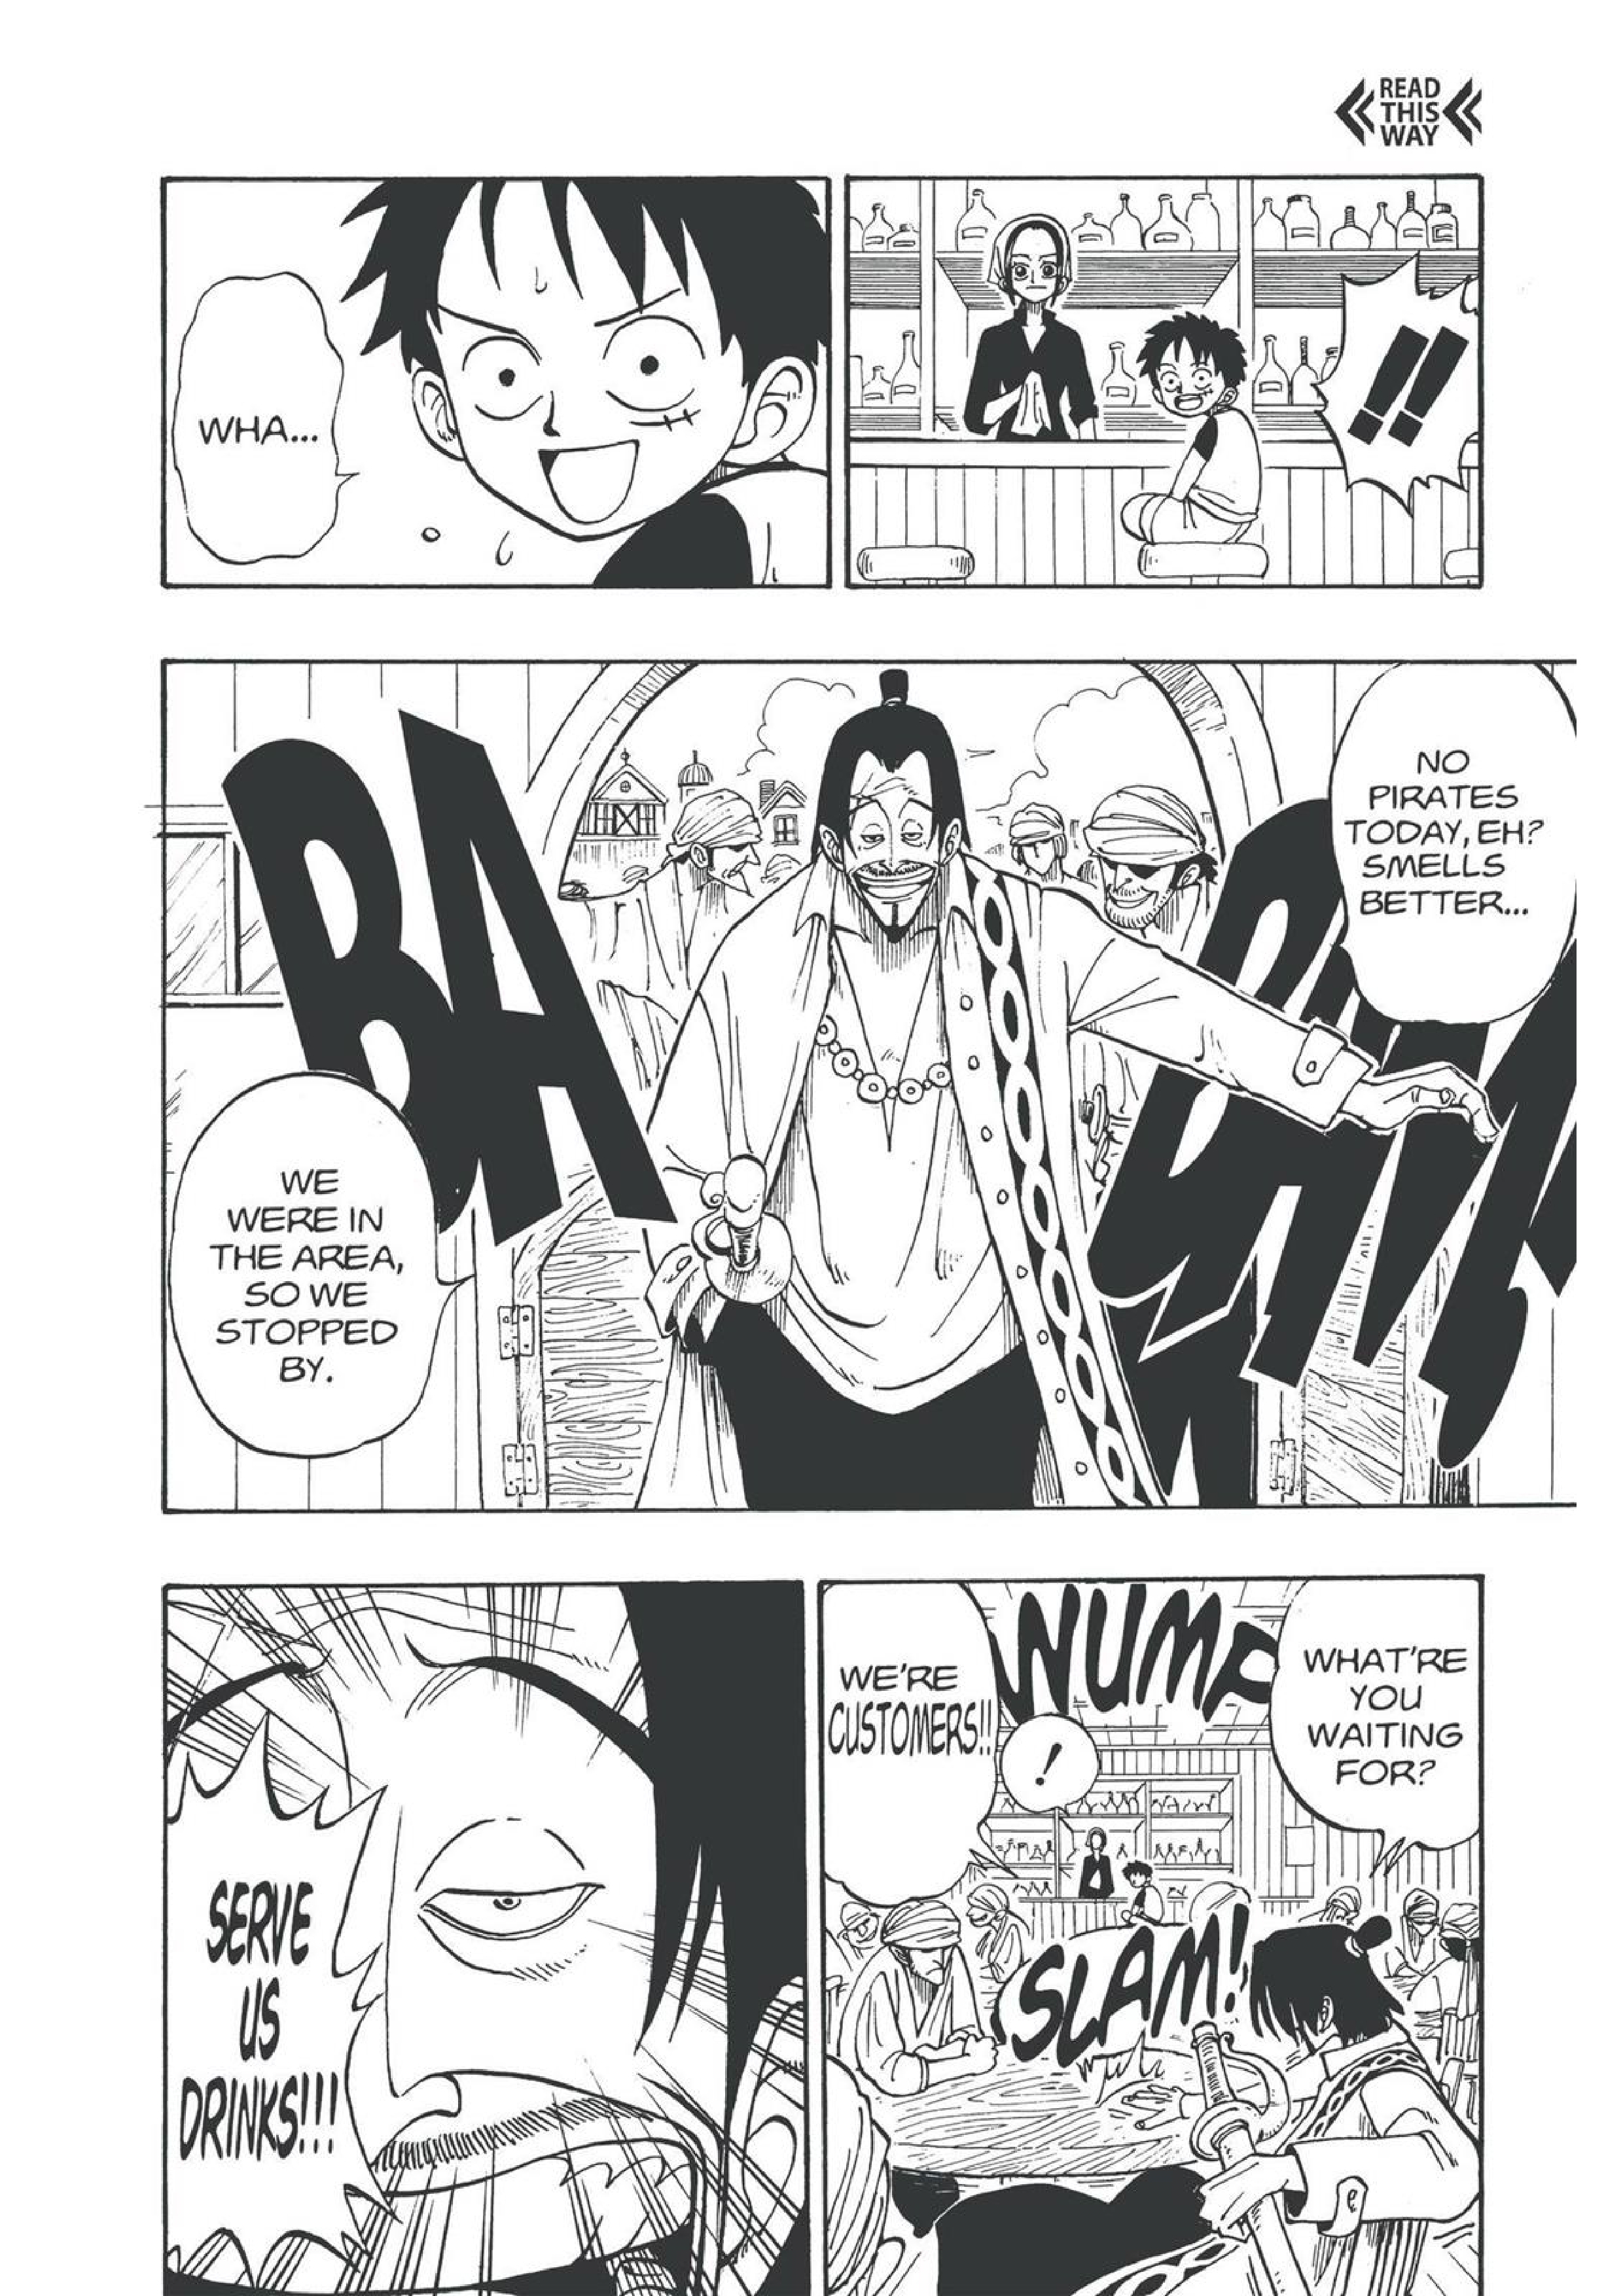 READ
THIS
WAY
!!
WHA...
NO
PIRATES
TODAY, EH?
SMELLS
BETTER...
BA
WE
WERE IN
THE AREA,
SO WE
STOPPED
BY.
WHAT'RE
YOU
WAITING
FOR?
WUMP
!
WE'RE
CUSTOMERS!!
SLAM!
SERVE
US
DRINKS!!!